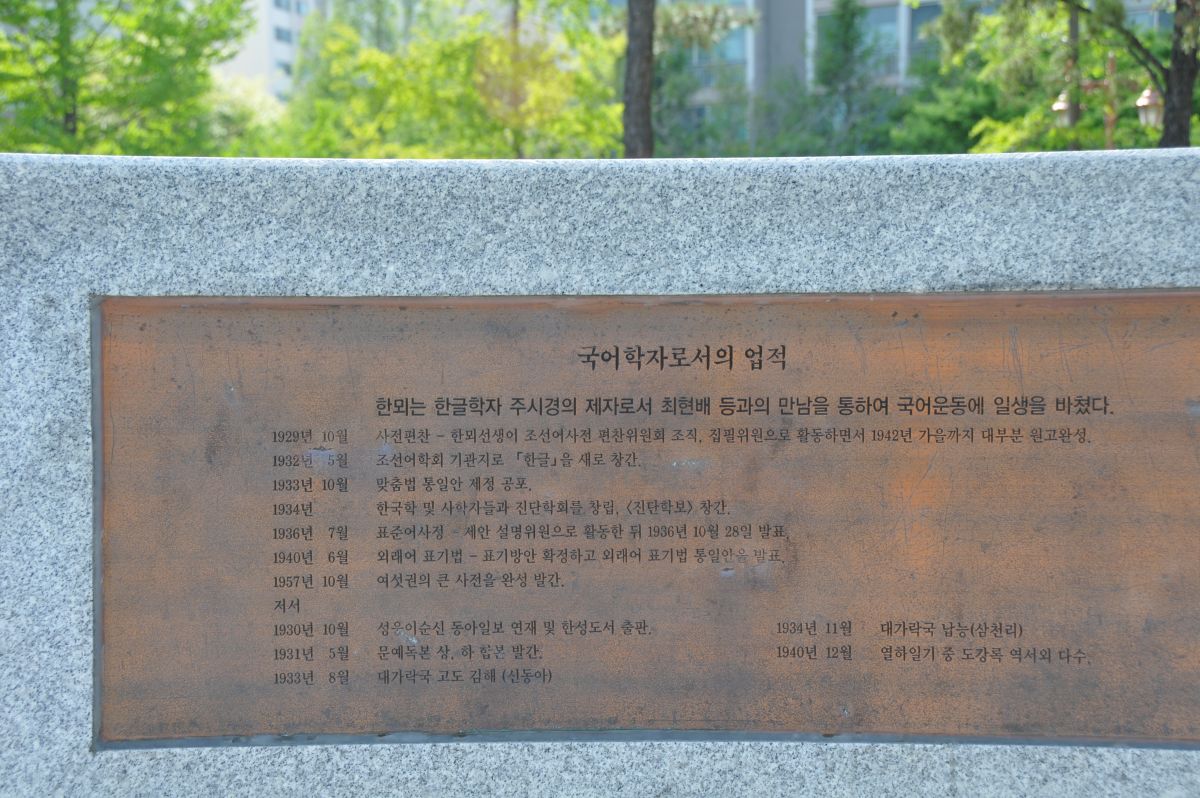 국어학자로서의 업적
한뫼는 한글학자 주시경의 제자로서 최현배 등과의 만남을 통하여 국어운동에 일생을 바쳤다.
1929년 10월 사전편찬 – 한뫼선생이 조선어사전 편찬위원회 조직, 집필위원으로 활동하면서 1942년 가을까지 대부분 원고완성.
1932년 5월 조선어학회 기관지로 「한글」을 새로 창간.
1933년 10월 맞춤법 통일안 제정 공포.
1934년 한국학 및 사학자들과 진단학회를 창립, 〈진단학보〉 창간.
1936년 7월 표준어사정 – 제안 설명위원으로 활동한 뒤 1936년 10월 28일 발표.
1940년 6월 외래어 표기법 – 표기방안 확정하고 외래어 표기법 통일안을 발표.
1957년 10월 여섯권의 큰 사전을 완성 발간.
저서
1930년 10월 성웅이순신 동아일보 연재 및 한성도서 출판. 1934년 11월 대가락국 납능(삼천리)
1931년 5월 문예독본 상, 하 합본 발간. 1940년 12월 열하일기 중 도강록 역서외 다수.
1933년 8월 대가락국 고도 김해 (신동아)